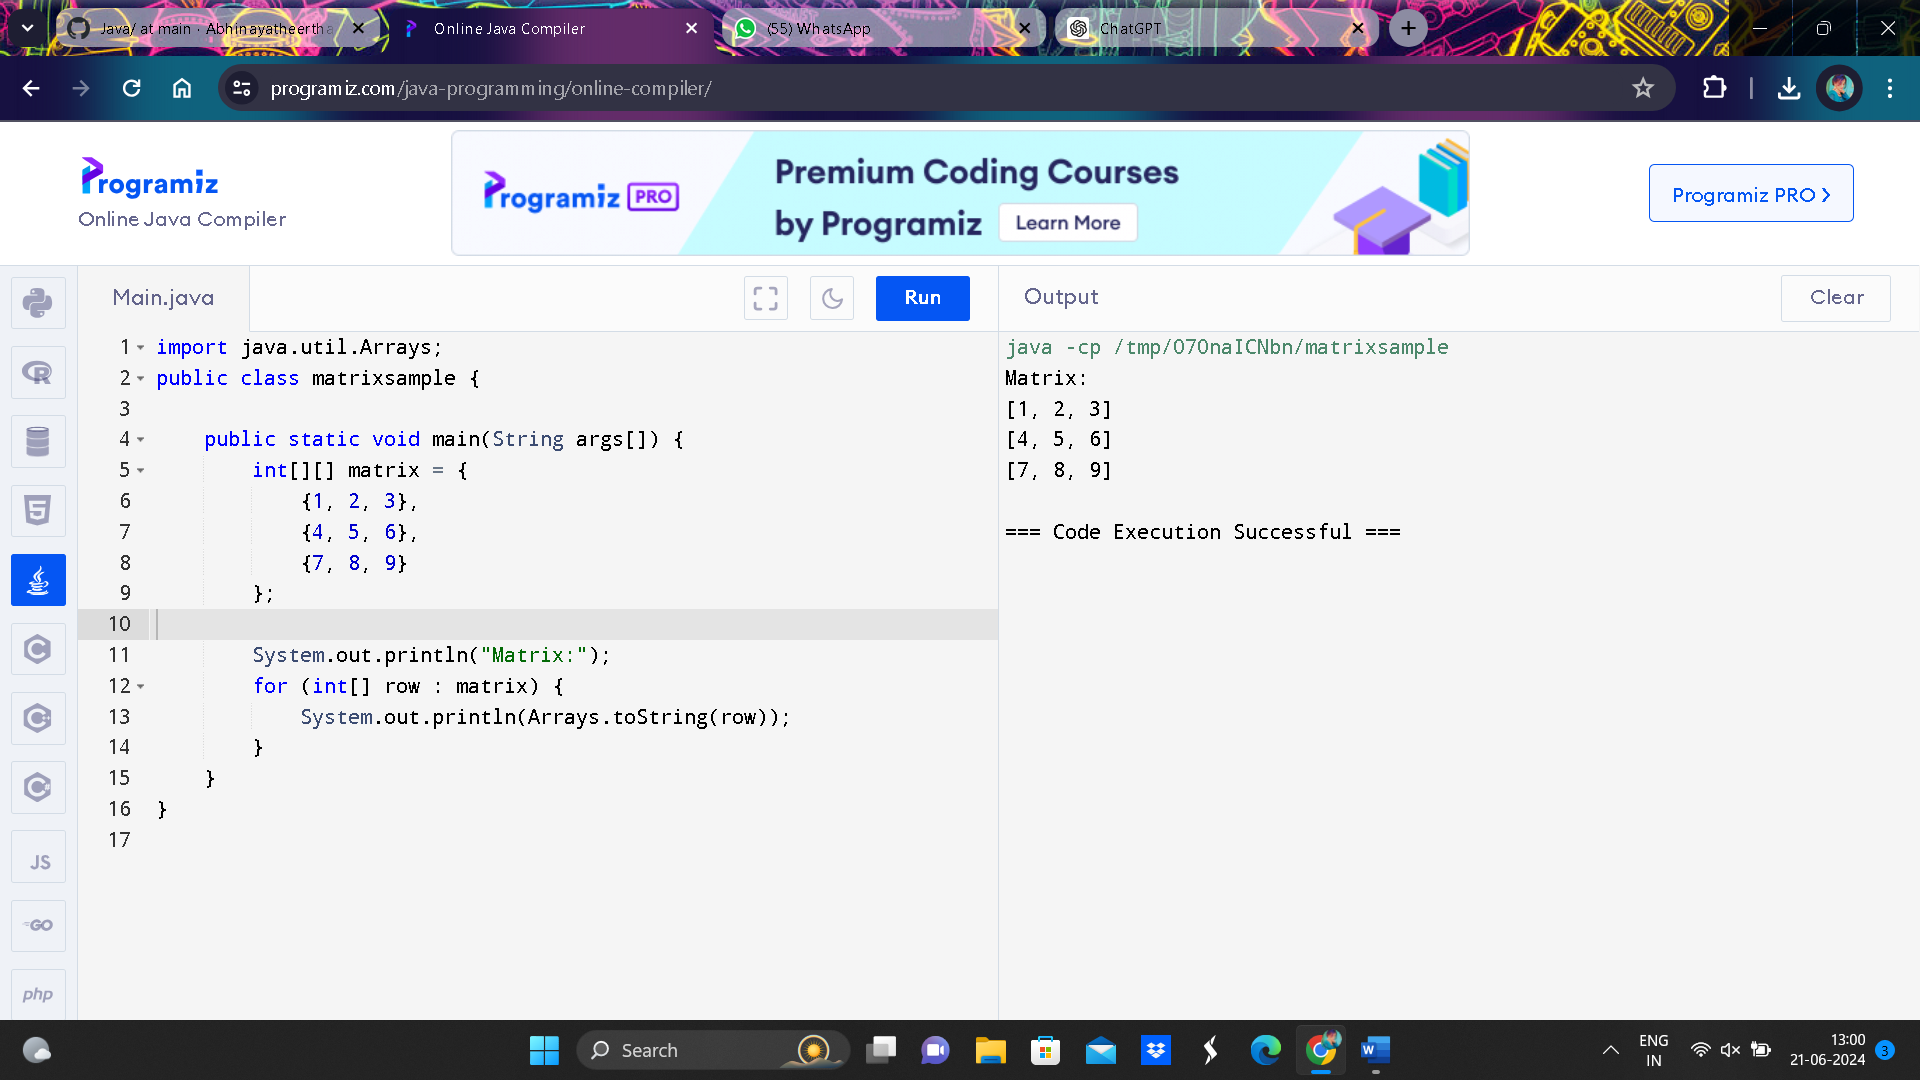 Java/ at main · Abhinayatheertha
Online Java Compiler
(55) WhatsApp
ChatGPT
programiz.com/java-programming/online-compiler/
Programiz
Online Java Compiler
Programiz PRO
Premium Coding Courses
by Programiz
Learn More
Programiz PRO
Main.java
Run
Output
Clear
1 import java.util.Arrays;
2 public class matrixsample {
3
4 public static void main(String args[]) {
5 int[][] matrix = {
6 {1, 2, 3},
7 {4, 5, 6},
8 {7, 8, 9}
9 };
10
11 System.out.println("Matrix:");
12 for (int[] row : matrix) {
13 System.out.println(Arrays.toString(row));
14 }
15 }
16 }
17
java -cp /tmp/O7OnaICNbn/matrixsample
Matrix:
[1, 2, 3]
[4, 5, 6]
[7, 8, 9]
=== Code Execution Successful ===
JS
GO
php
Search
ENG
IN
13:00
21-06-2024
3